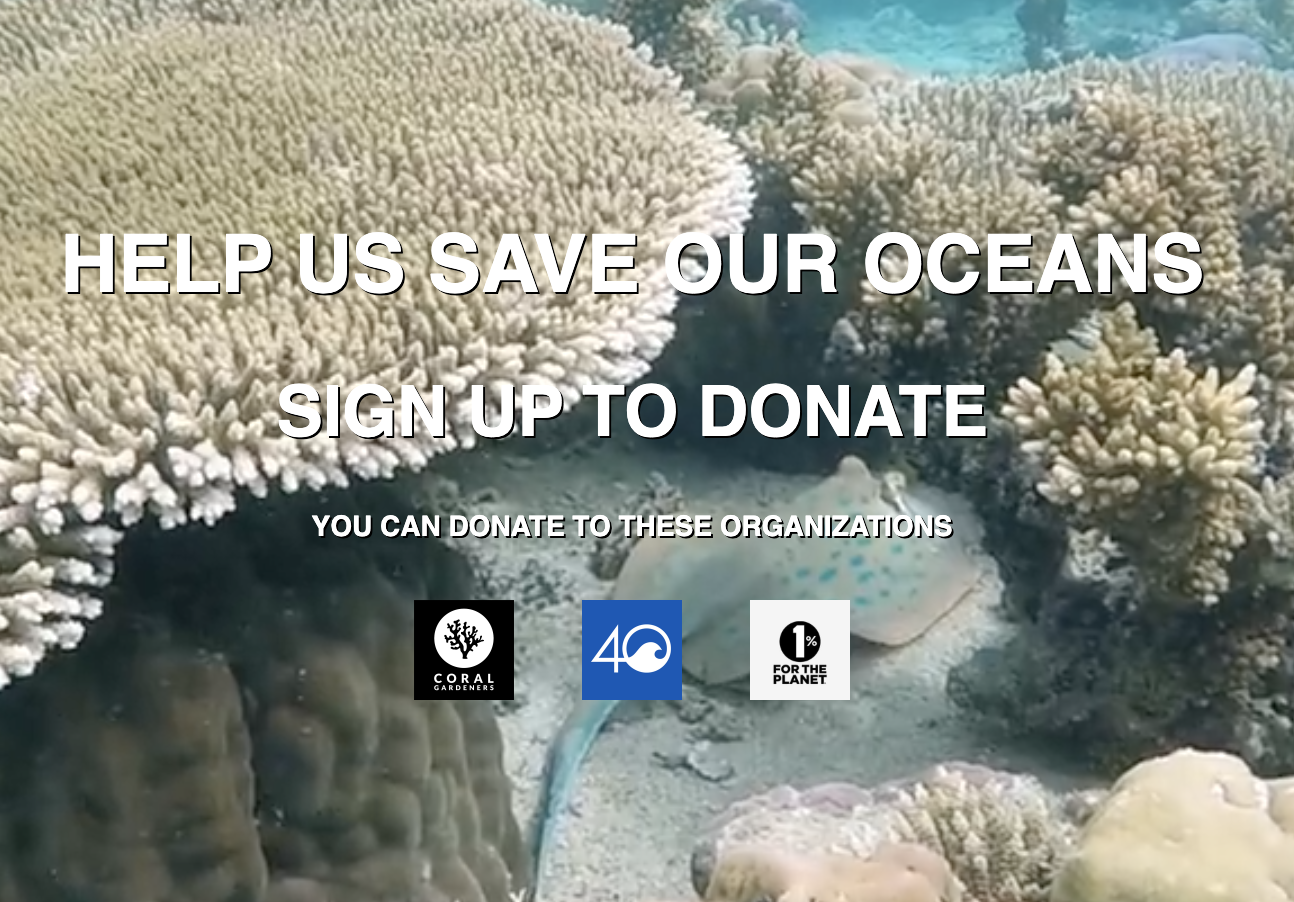 HELP US SAVE OUR OCEANS
SIGN UP TO DONATE
YOU CAN DONATE TO THESE ORGANIZATIONS
CORAL
GARDENERS
40
1%
FOR THE
PLANET